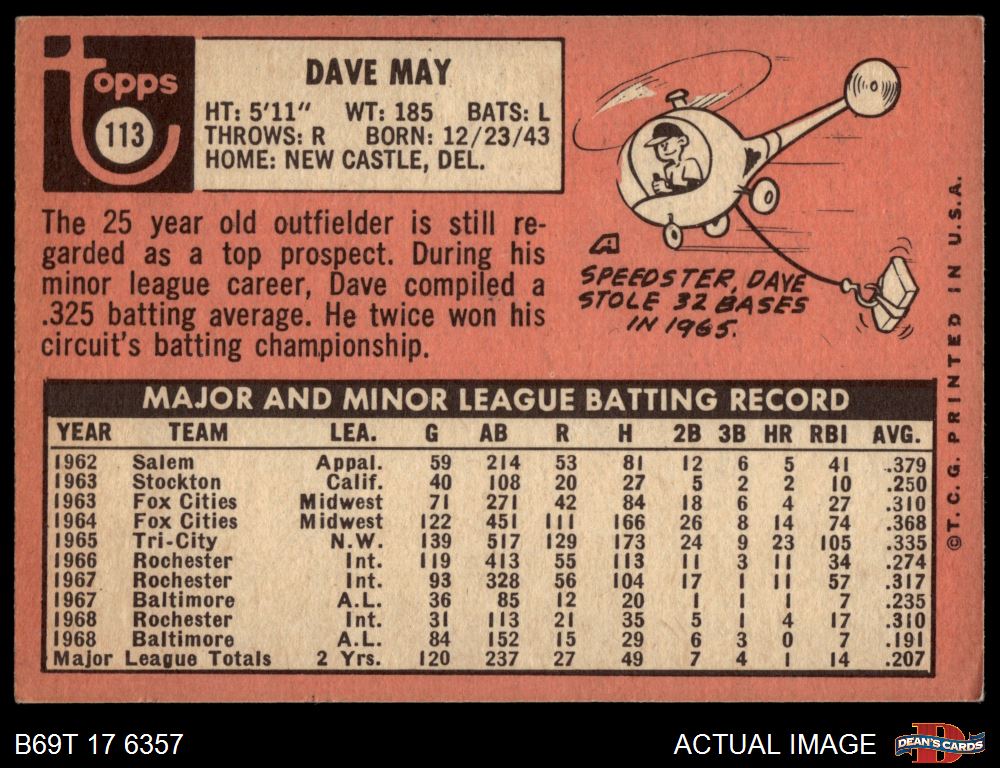 topps
113
DAVE MAY
HT: 5'11" WT: 185 BATS: L
THROWS: R BORN: 12/23/43
HOME: NEW CASTLE, DEL.
The 25 year old outfielder is still re-
garded as a top prospect. During his
minor league career, Dave compiled a
.325 batting average. He twice won his
circuit's batting championship.
A
SPEEDSTER, DAVE
STOLE 32 BASES
IN 1965.
MAJOR AND MINOR LEAGUE BATTING RECORD
YEAR TEAM LEA. G AB R H 2B 3B HR RBI AVG.
1962 Salem Appal. 59 214 53 81 12 6 5 41 .379
1963 Stockton Calif. 40 108 20 27 5 2 2 10 .250
1963 Fox Cities Midwest 71 271 42 84 18 6 4 27 .310
1964 Fox Cities Midwest 122 451 111 166 26 8 14 74 .368
1965 Tri-City N.W. 139 517 129 173 24 9 23 105 .335
1966 Rochester Int. 119 413 55 113 11 3 11 34 .274
1967 Rochester Int. 93 328 56 104 17 1 11 57 .317
1967 Baltimore A.L. 36 85 12 20 1 1 1 7 .235
1968 Rochester Int. 31 113 21 35 5 1 4 17 .310
1968 Baltimore A.L. 84 152 15 29 6 3 0 7 .191
Major League Totals 2 Yrs. 120 237 27 49 7 4 1 14 .207
©T. C. G. PRINTED IN U.S.A.
B69T 17 6357
ACTUAL IMAGE
D
DEAN'S CARDS